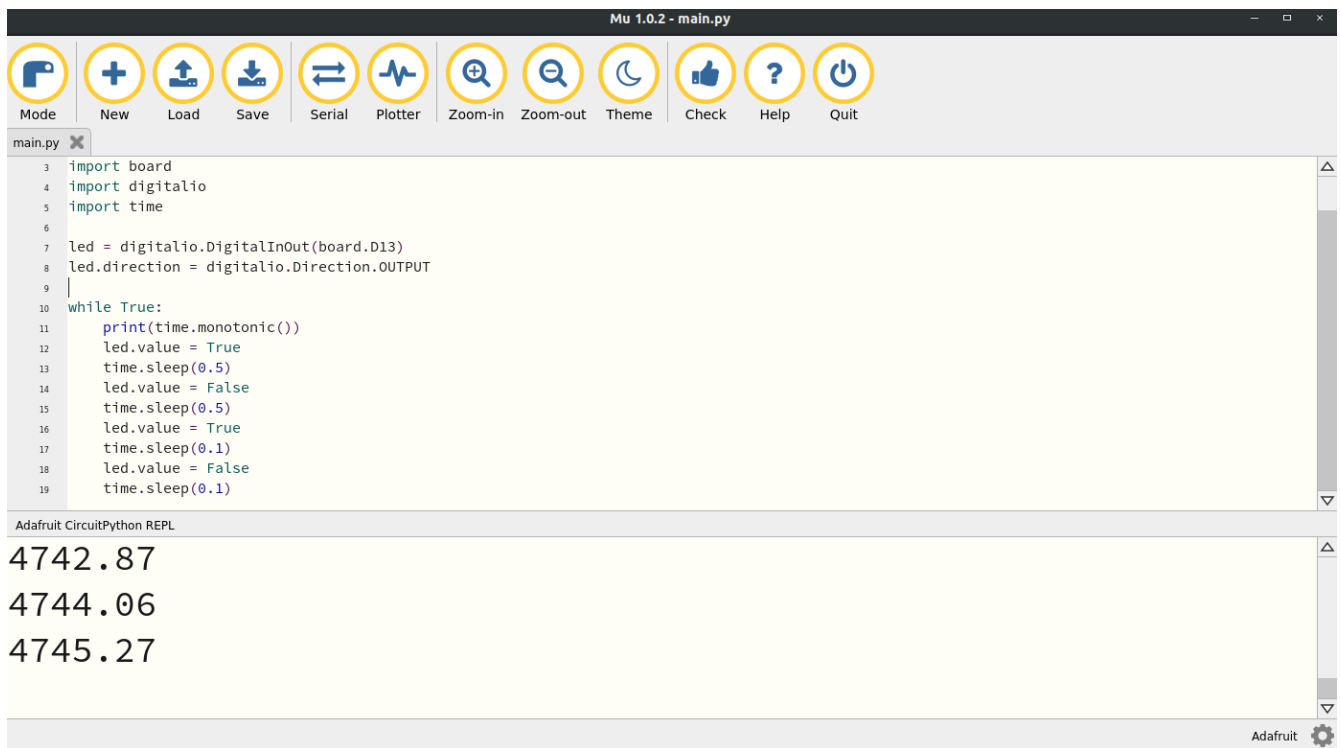 Mu 1.0.2 - main.py
Mode New Load Save Serial Plotter Zoom-in Zoom-out Theme Check Help Quit
main.py
3 import board
4 import digitalio
5 import time
6
7 led = digitalio.DigitalInOut(board.D13)
8 led.direction = digitalio.Direction.OUTPUT
9
10 while True:
11     print(time.monotonic())
12     led.value = True
13     time.sleep(0.5)
14     led.value = False
15     time.sleep(0.5)
16     led.value = True
17     time.sleep(0.1)
18     led.value = False
19     time.sleep(0.1)
Adafruit CircuitPython REPL
4742.87
4744.06
4745.27
Adafruit